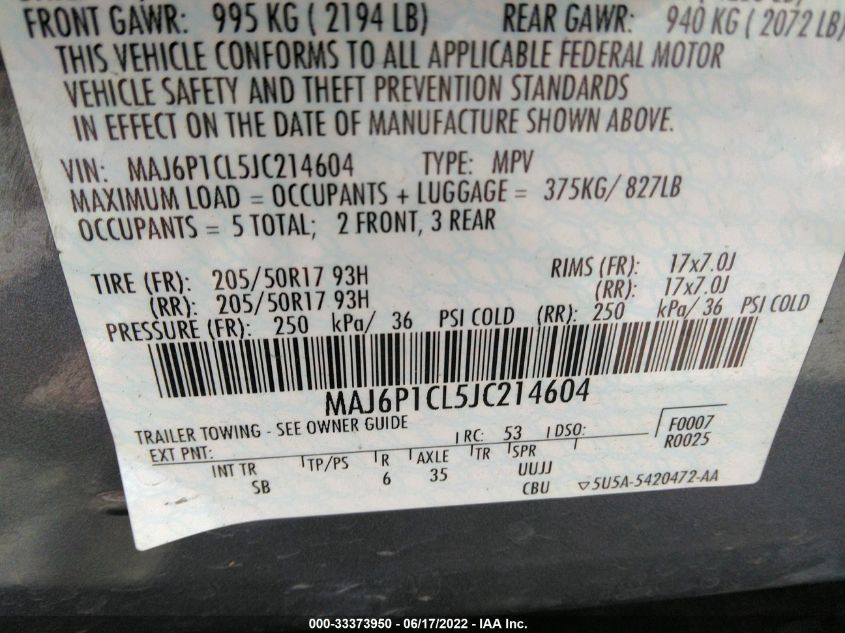 FRONT GAWR: 995 KG ( 2194 LB) REAR GAWR: 940 KG ( 2072 LB)
THIS VEHICLE CONFORMS TO ALL APPLICABLE FEDERAL MOTOR
VEHICLE SAFETY AND THEFT PREVENTION STANDARDS
IN EFFECT ON THE DATE OF MANUFACTURE SHOWN ABOVE.
VIN: MAJ6P1CL5JC214604 TYPE: MPV
MAXIMUM LOAD = OCCUPANTS + LUGGAGE = 375KG/ 827LB
OCCUPANTS = 5 TOTAL; 2 FRONT, 3 REAR
TIRE (FR): 205/50R17 93H RIMS (FR): 17x7.0J
(RR): 205/50R17 93H (RR): 17x7.0J
PRESSURE (FR): 250 kPa/ 36 PSI COLD (RR): 250 kPa/ 36 PSI COLD
MAJ6P1CL5JC214604
TRAILER TOWING - SEE OWNER GUIDE
EXT PNT: RC: 53 DSO: F0007
R0025
INT TR TP/PS R AXLE TR SPR
SB 6 35 UUJJ
CBU 5U5A-5420472-AA
000-33373950 - 06/17/2022 - IAA Inc.